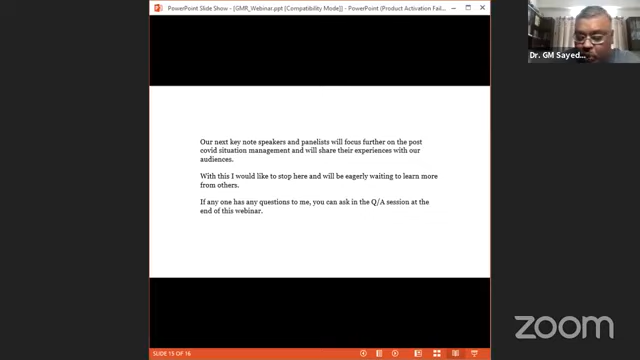 PowerPoint Slide Show - [GMR_Webinar.ppt [Compatibility Mode]] - PowerPoint (Product Activation Fail...
Dr. GM Sayed...
Our next key note speakers and panelists will focus further on the post
covid situation management and will share their experiences with our
audiences.
With this I would like to stop here and will be eagerly waiting to learn more
from others.
If any one has any questions to me, you can ask in the Q/A session at the
end of this webinar.
zoom
SLIDE 15 OF 16